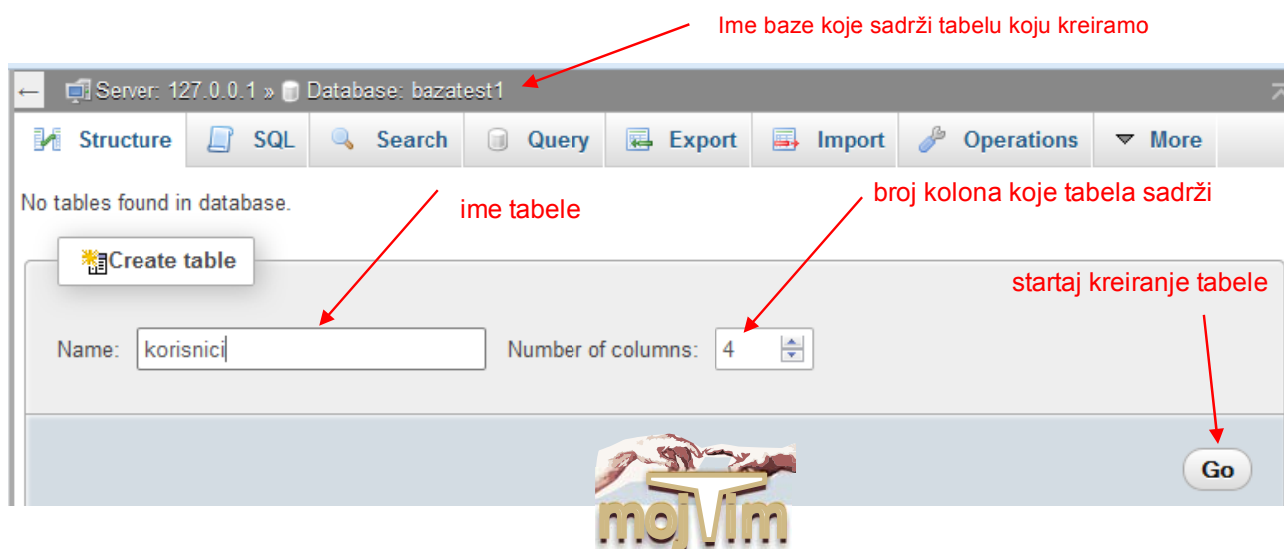 Ime baze koje sadrži tabelu koju kreiramo
← Server: 127.0.0.1 » Database: bazatest1
Structure SQL Search Query Export Import Operations More
No tables found in database.
ime tabele
broj kolona koje tabela sadrži
Create table
startaj kreiranje tabele
Name: korisnici Number of columns: 4
Go
mojTim